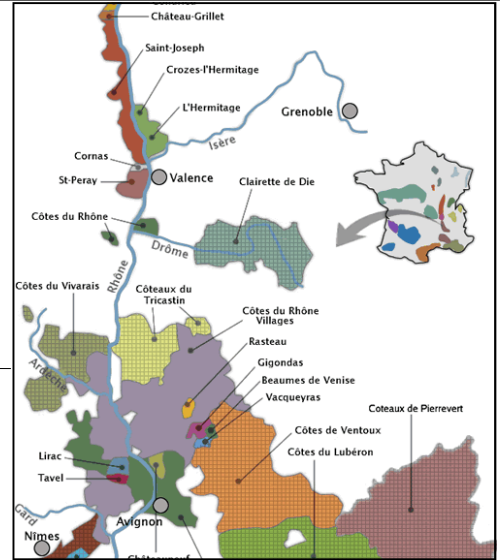 Château-Grillet
Saint-Joseph
Crozes-l'Hermitage
L'Hermitage
Grenoble
Isère
Cornas
St-Peray
Valence
Clairette de Die
Côtes du Rhône
Drôme
Rhône
Côtes du Vivarais
Côteaux du
Tricastin
Côtes du Rhône
Villages
Rasteau
Gigondas
Beaumes de Venise
Vacqueyras
Ardèche
Coteaux de Pierrevert
Côtes de Ventoux
Côtes du Lubéron
Lirac
Tavel
Gard
Avignon
Nîmes